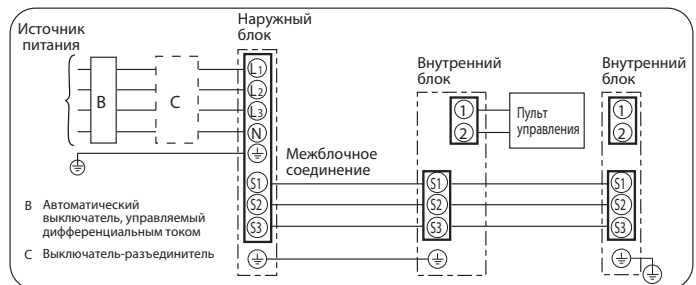 Источник
питания
Наружный
блок
Внутренний
блок
Внутренний
блок
B
C
L1
L2
L3
N
S1
S2
S3
Межблочное
соединение
1
2
Пульт
управления
S1
S2
S3
1
2
S1
S2
S3
B Автоматический
выключатель, управляемый
дифференциальным током
C Выключатель-разъединитель